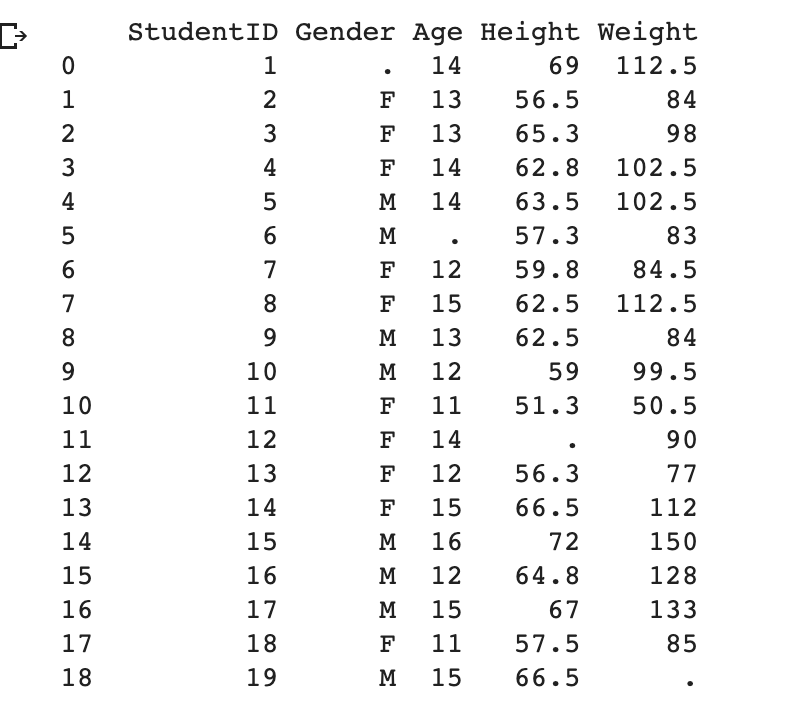 StudentID Gender Age Height Weight
0 1 . 14 69 112.5
1 2 F 13 56.5 84
2 3 F 13 65.3 98
3 4 F 14 62.8 102.5
4 5 M 14 63.5 102.5
5 6 M . 57.3 83
6 7 F 12 59.8 84.5
7 8 F 15 62.5 112.5
8 9 M 13 62.5 84
9 10 M 12 59 99.5
10 11 F 11 51.3 50.5
11 12 F 14 . 90
12 13 F 12 56.3 77
13 14 F 15 66.5 112
14 15 M 16 72 150
15 16 M 12 64.8 128
16 17 M 15 67 133
17 18 F 11 57.5 85
18 19 M 15 66.5 .